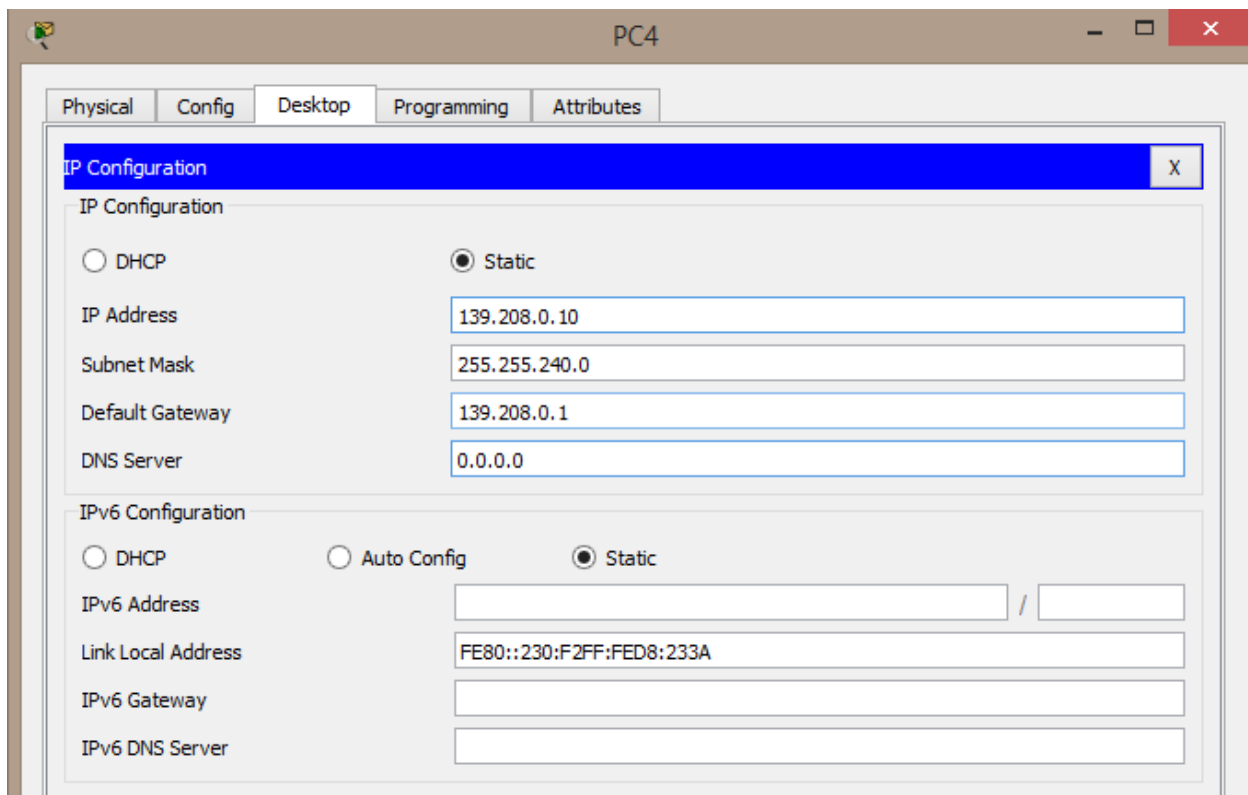 PC4
Physical Config Desktop Programming Attributes
IP Configuration X
IP Configuration
DHCP Static
IP Address 139.208.0.10
Subnet Mask 255.255.240.0
Default Gateway 139.208.0.1
DNS Server 0.0.0.0
IPv6 Configuration
DHCP Auto Config Static
IPv6 Address /
Link Local Address FE80::230:F2FF:FED8:233A
IPv6 Gateway
IPv6 DNS Server